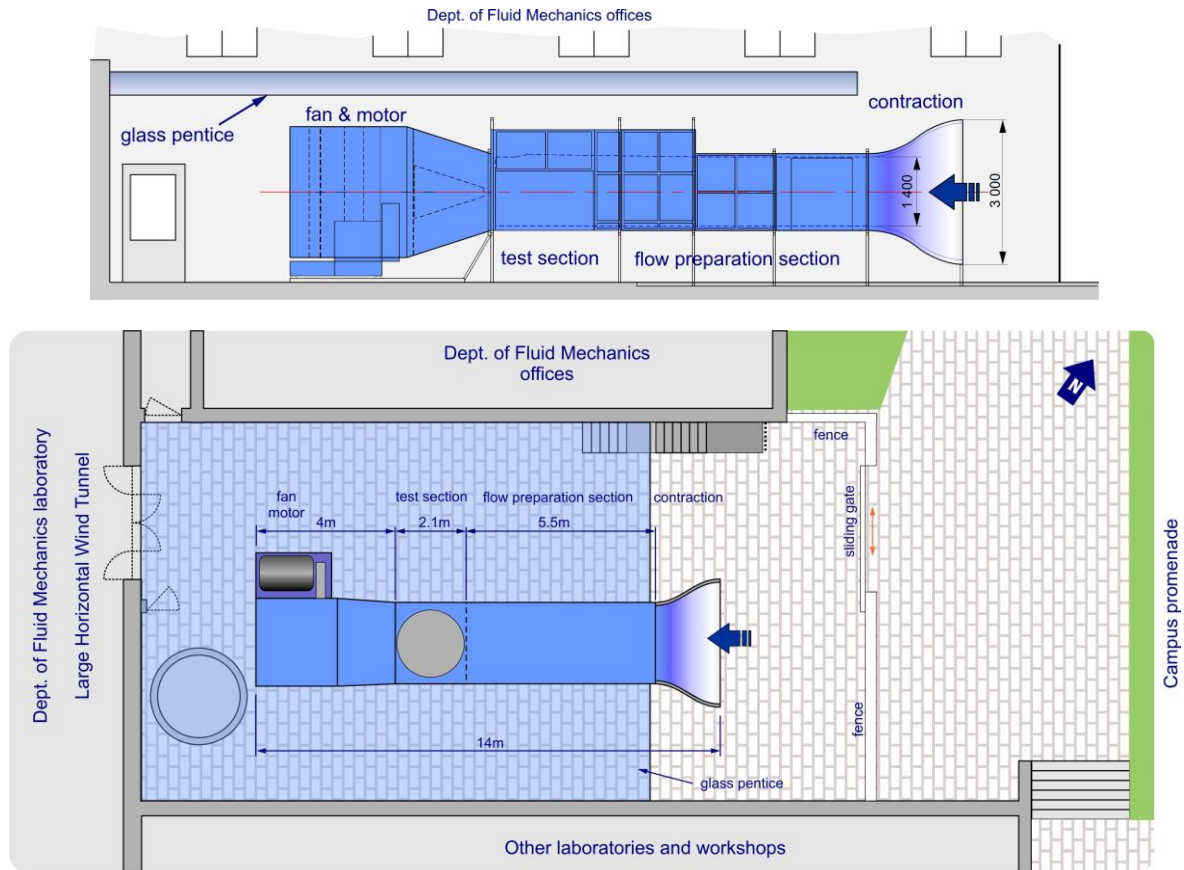 Dept. of Fluid Mechanics offices
contraction
fan & motor
glass pentice
1 400
3 000
test section
flow preparation section
Dept. of Fluid Mechanics
offices
N
fence
Dept. of Fluid Mechanics laboratory
Large Horizontal Wind Tunnel
fan
motor
test section
flow preparation section
contraction
4m
2.1m
5.5m
sliding gate
Campus promenade
fence
14m
glass pentice
Other laboratories and workshops